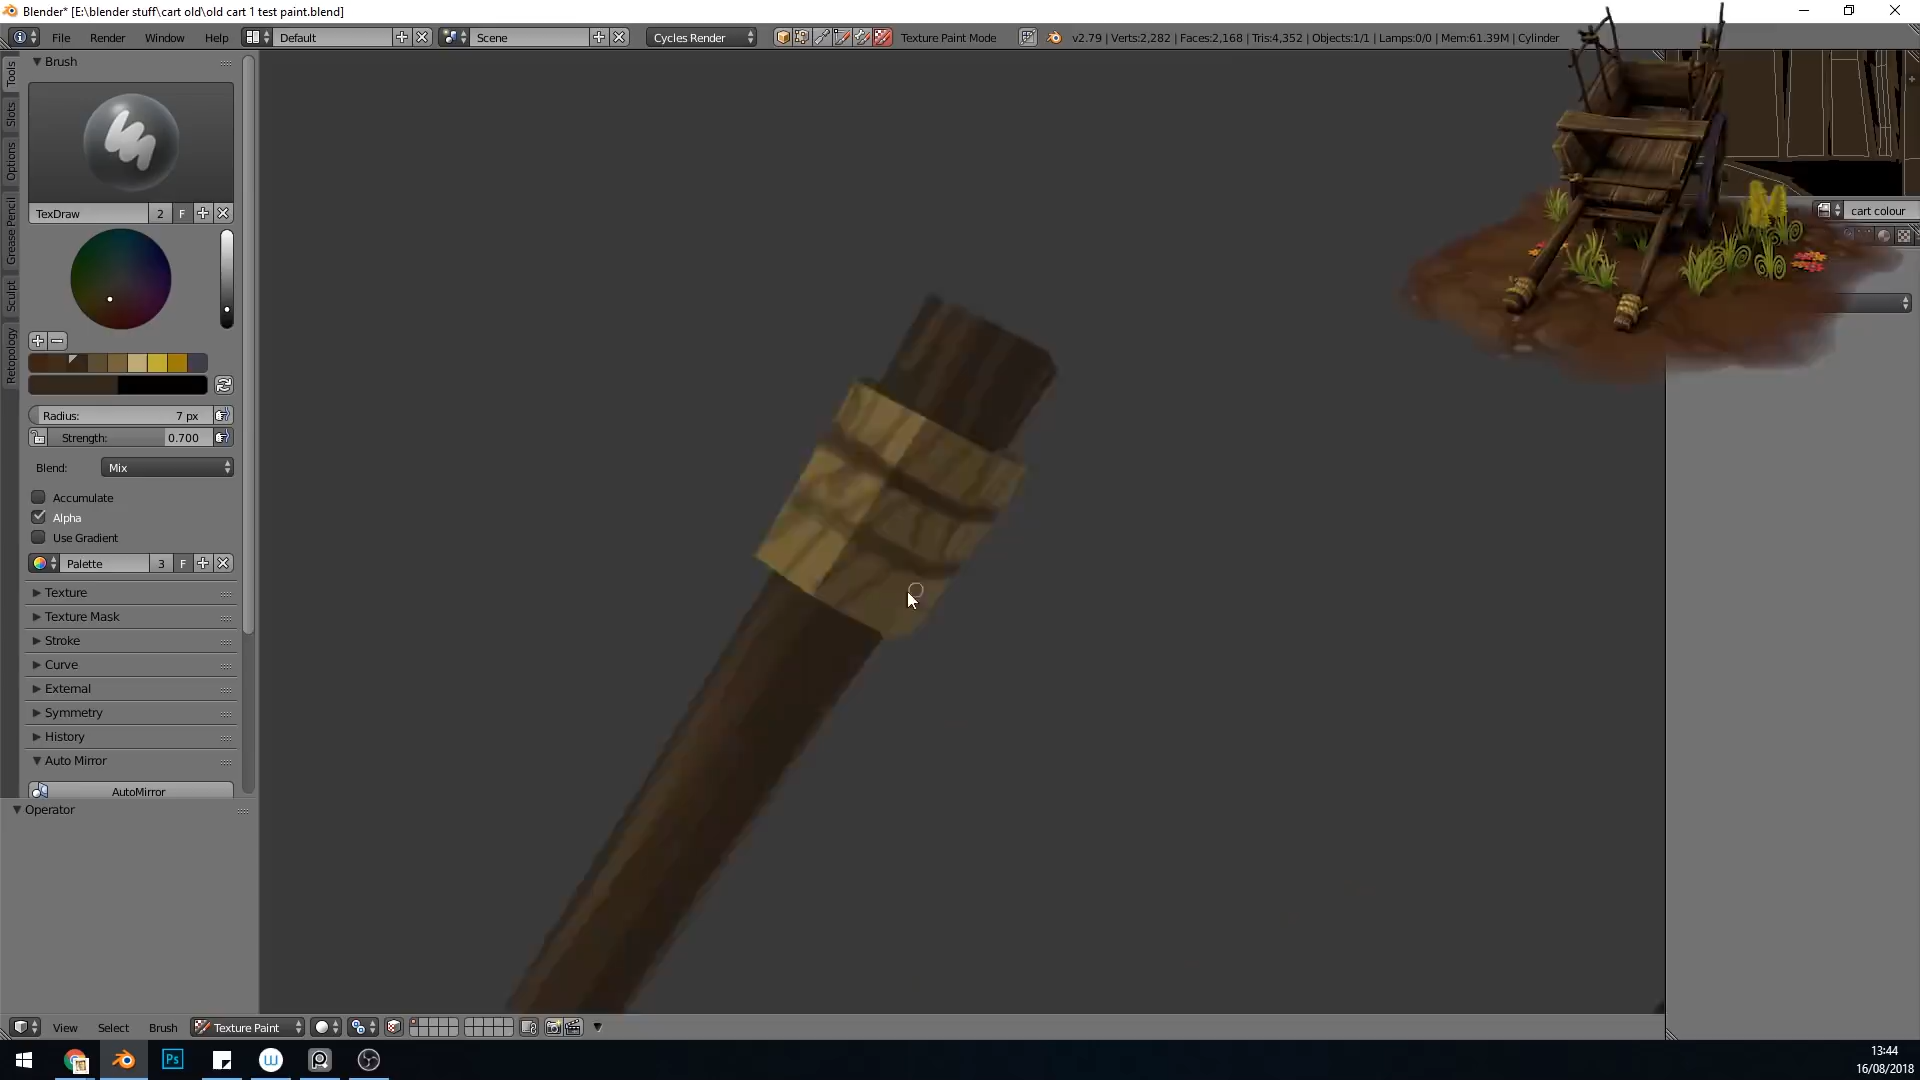 Blender* [E:\blender stuff\cart old\old cart 1 test paint.blend]
File Render Window Help Default Scene Cycles Render Texture Paint Mode v2.79 | Verts:2,282 | Faces:2,168 | Tris:4,352 | Objects:1/1 | Lamps:0/0 | Mem:61.39M | Cylinder
Tools
Slots
Options
Grease Pencil
Sculpt
Retopology
Brush
TexDraw 2 F
Radius: 7 px
Strength: 0.700
Blend: Mix
Accumulate
Alpha
Use Gradient
Palette 3 F
Texture
Texture Mask
Stroke
Curve
External
Symmetry
History
Auto Mirror
AutoMirror
Operator
cart colour
View Select Brush Texture Paint
Ps
13:44
16/08/2018